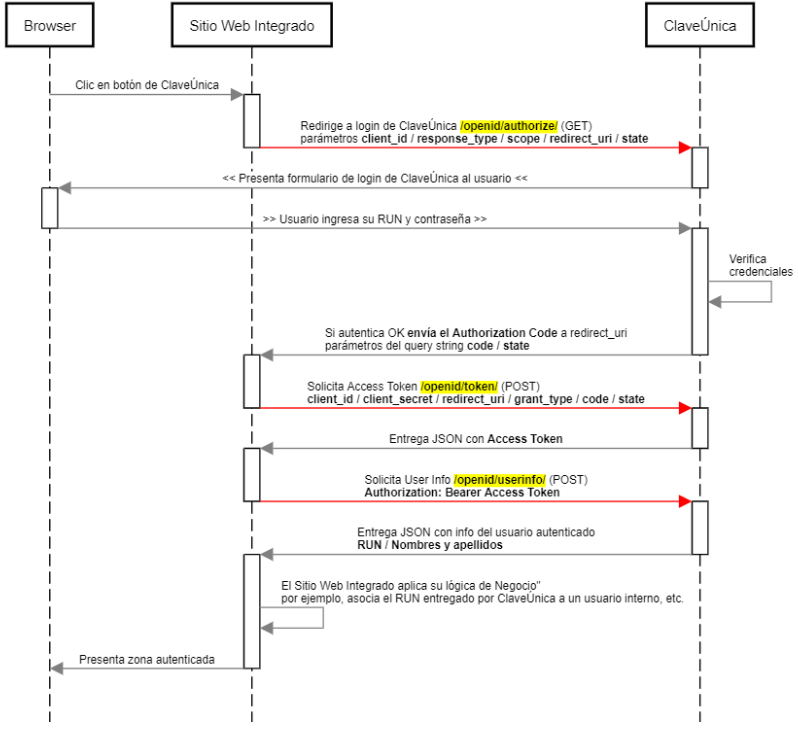 Browser
Sitio Web Integrado
ClaveÚnica
Clic en botón de ClaveÚnica
Redirige a login de ClaveÚnica /openid/authorize/ (GET)
parámetros client_id / response_type / scope / redirect_uri / state
<< Presenta formulario de login de ClaveÚnica al usuario <<
>> Usuario ingresa su RUN y contraseña >>
Verifica
credenciales
Si autentica OK envía el Authorization Code a redirect_uri
parámetros del query string code / state
Solicita Access Token /openid/token/ (POST)
client_id / client_secret / redirect_uri / grant_type / code / state
Entrega JSON con Access Token
Solicita User Info /openid/userinfo/ (POST)
Authorization: Bearer Access Token
Entrega JSON con info del usuario autenticado
RUN / Nombres y apellidos
El Sitio Web Integrado aplica su lógica de Negocio"
por ejemplo, asocia el RUN entregado por ClaveÚnica a un usuario interno, etc.
Presenta zona autenticada